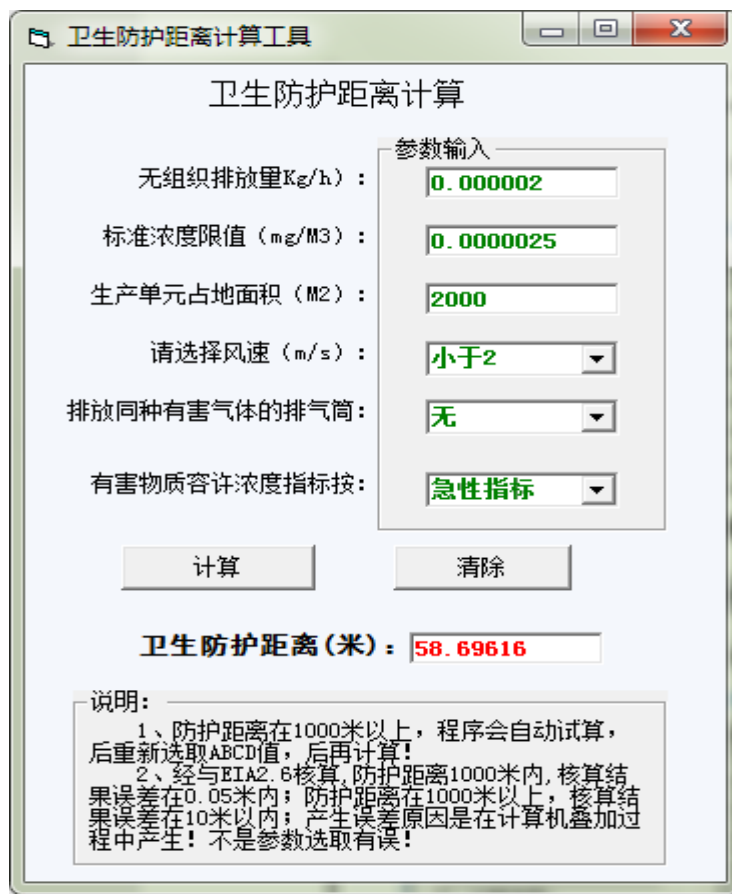 卫生防护距离计算工具
卫生防护距离计算
参数输入
无组织排放量Kg/h）：
0.000002
标准浓度限值（mg/M3）：
0.0000025
生产单元占地面积（M2）：
2000
请选择风速（m/s）：
小于2
排放同种有害气体的排气筒：
无
有害物质容许浓度指标按：
急性指标
计算
清除
卫生防护距离(米)：
58.69616
说明：
1、防护距离在1000米以上，程序会自动试算，
后重新选取ABCD值，后再计算！
2、经与EIA2.6核算,防护距离1000米内,核算结
果误差在0.05米内；防护距离在1000米以上，核算结
果误差在10米以内；产生误差原因是在计算机叠加过
程中产生！不是参数选取有误！